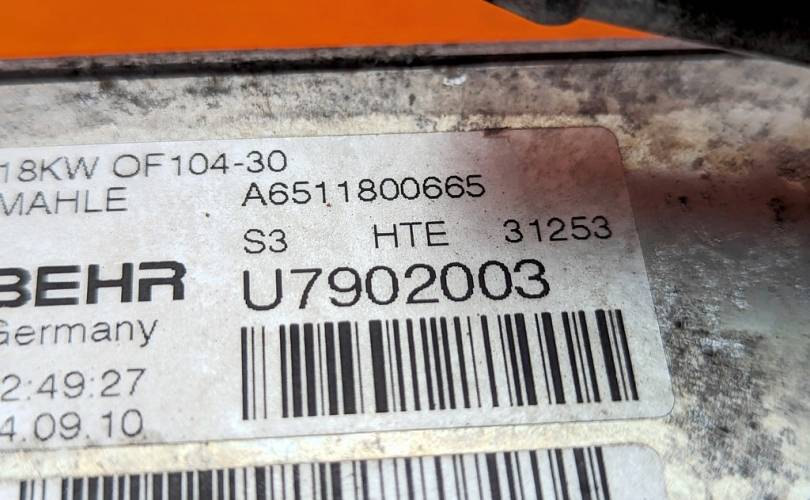 18KW OF104-30
MAHLE A6511800665
S3 HTE 31253
BEHR U7902003
Germany
2:49:27
4.09.10